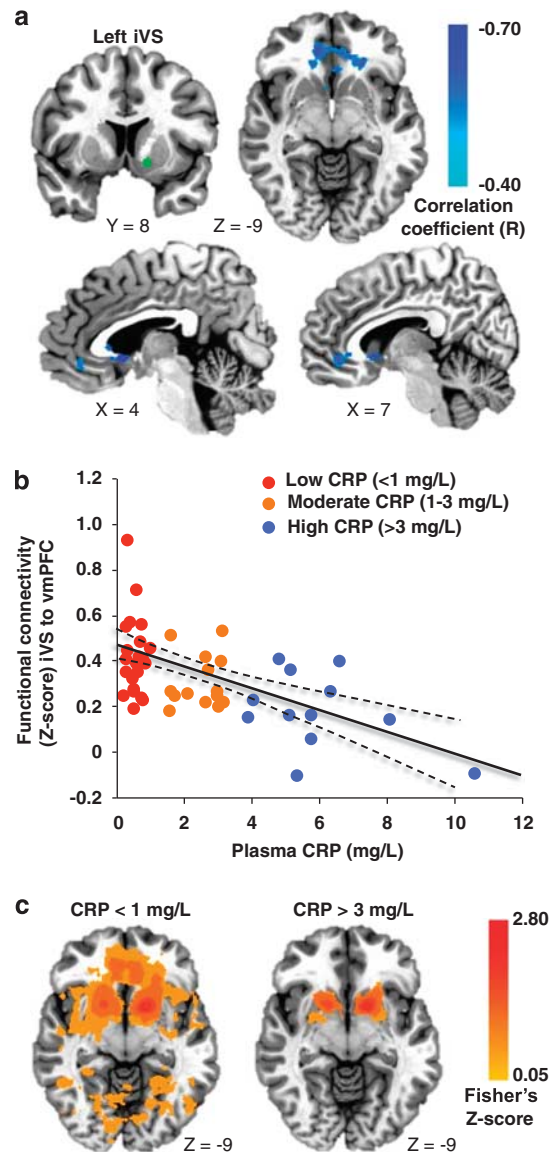 a
Left iVS
-0.70
-0.40
Y = 8
Z = -9
Correlation
coefficient (R)
X = 4
X = 7
b
1.2
1.0
0.8
0.6
0.4
0.2
0
-0.2
Functional connectivity
(Z-score) iVS to vmPFC
Low CRP (<1 mg/L)
Moderate CRP (1-3 mg/L)
High CRP (>3 mg/L)
0 2 4 6 8 10 12
Plasma CRP (mg/L)
c
CRP < 1 mg/L
CRP > 3 mg/L
2.80
0.05
Fisher's
Z-score
Z = -9
Z = -9